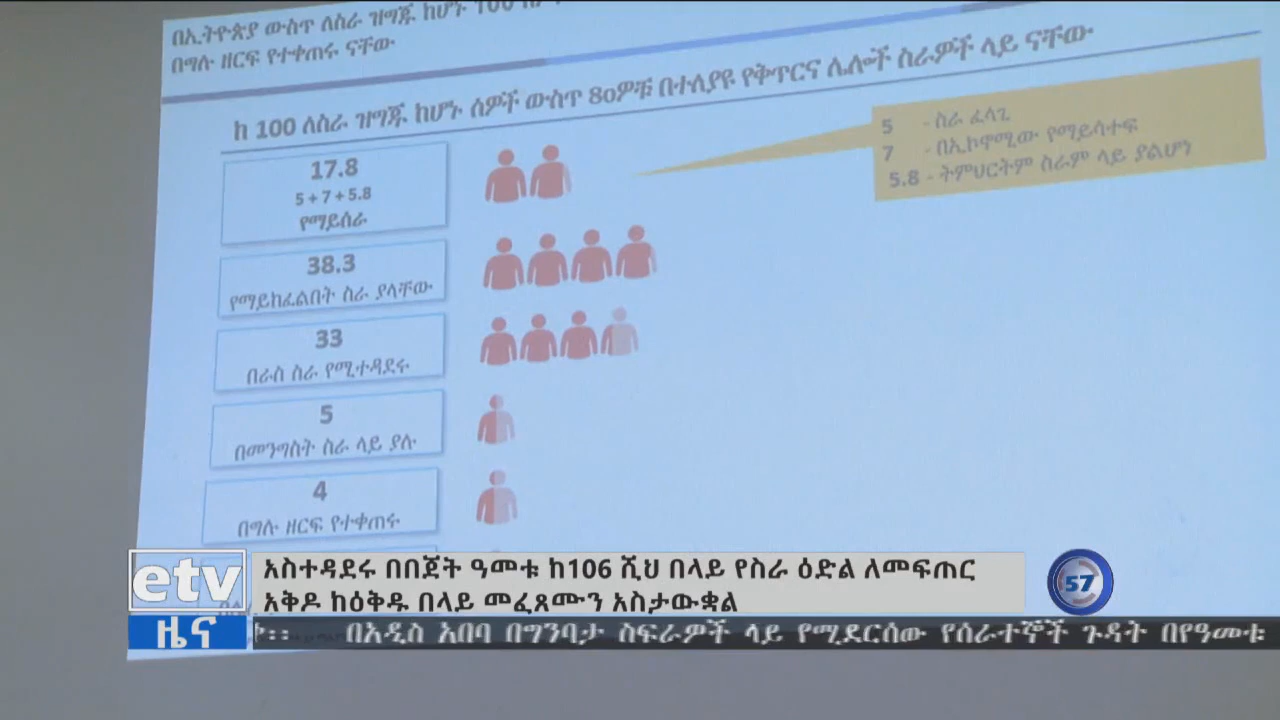 በኢትዮጵያ ውስጥ ለስራ ዝግጁ ከሆኑ 100
በግሉ ዘርፍ የተቀጠሩ ናቸው
ከ 100 ለስራ ዝግጁ ከሆኑ ሰዎች ውስጥ 80ዎቹ በተለያዩ የቅጥርና ሌሎች ስራዎች ላይ ናቸው
17.8
5 + 7 + 5.8
የማይሰራ
5 - ስራ ፈላጊ
7 - በኢኮኖሚው የማይሳተፍ
5.8 - ትምህርትም ስራም ላይ ያልሆነ
38.3
የማይከፈልበት ስራ ያላቸው
33
በራስ ስራ የሚተዳደሩ
5
በመንግስት ስራ ላይ ያሉ
4
በግሉ ዘርፍ የተቀጠሩ
etv
ዜና
አስተዳደሩ በበጀት ዓመቱ ከ106 ሺህ በላይ የስራ ዕድል ለመፍጠር
አቅዶ ከዕቅዱ በላይ መፈጸሙን አስታውቋል
57
በአዲስ አበባ በግንባታ ስፍራዎች ላይ የሚደርሰው የሰራተኞች ጉዳት በየዓመቱ